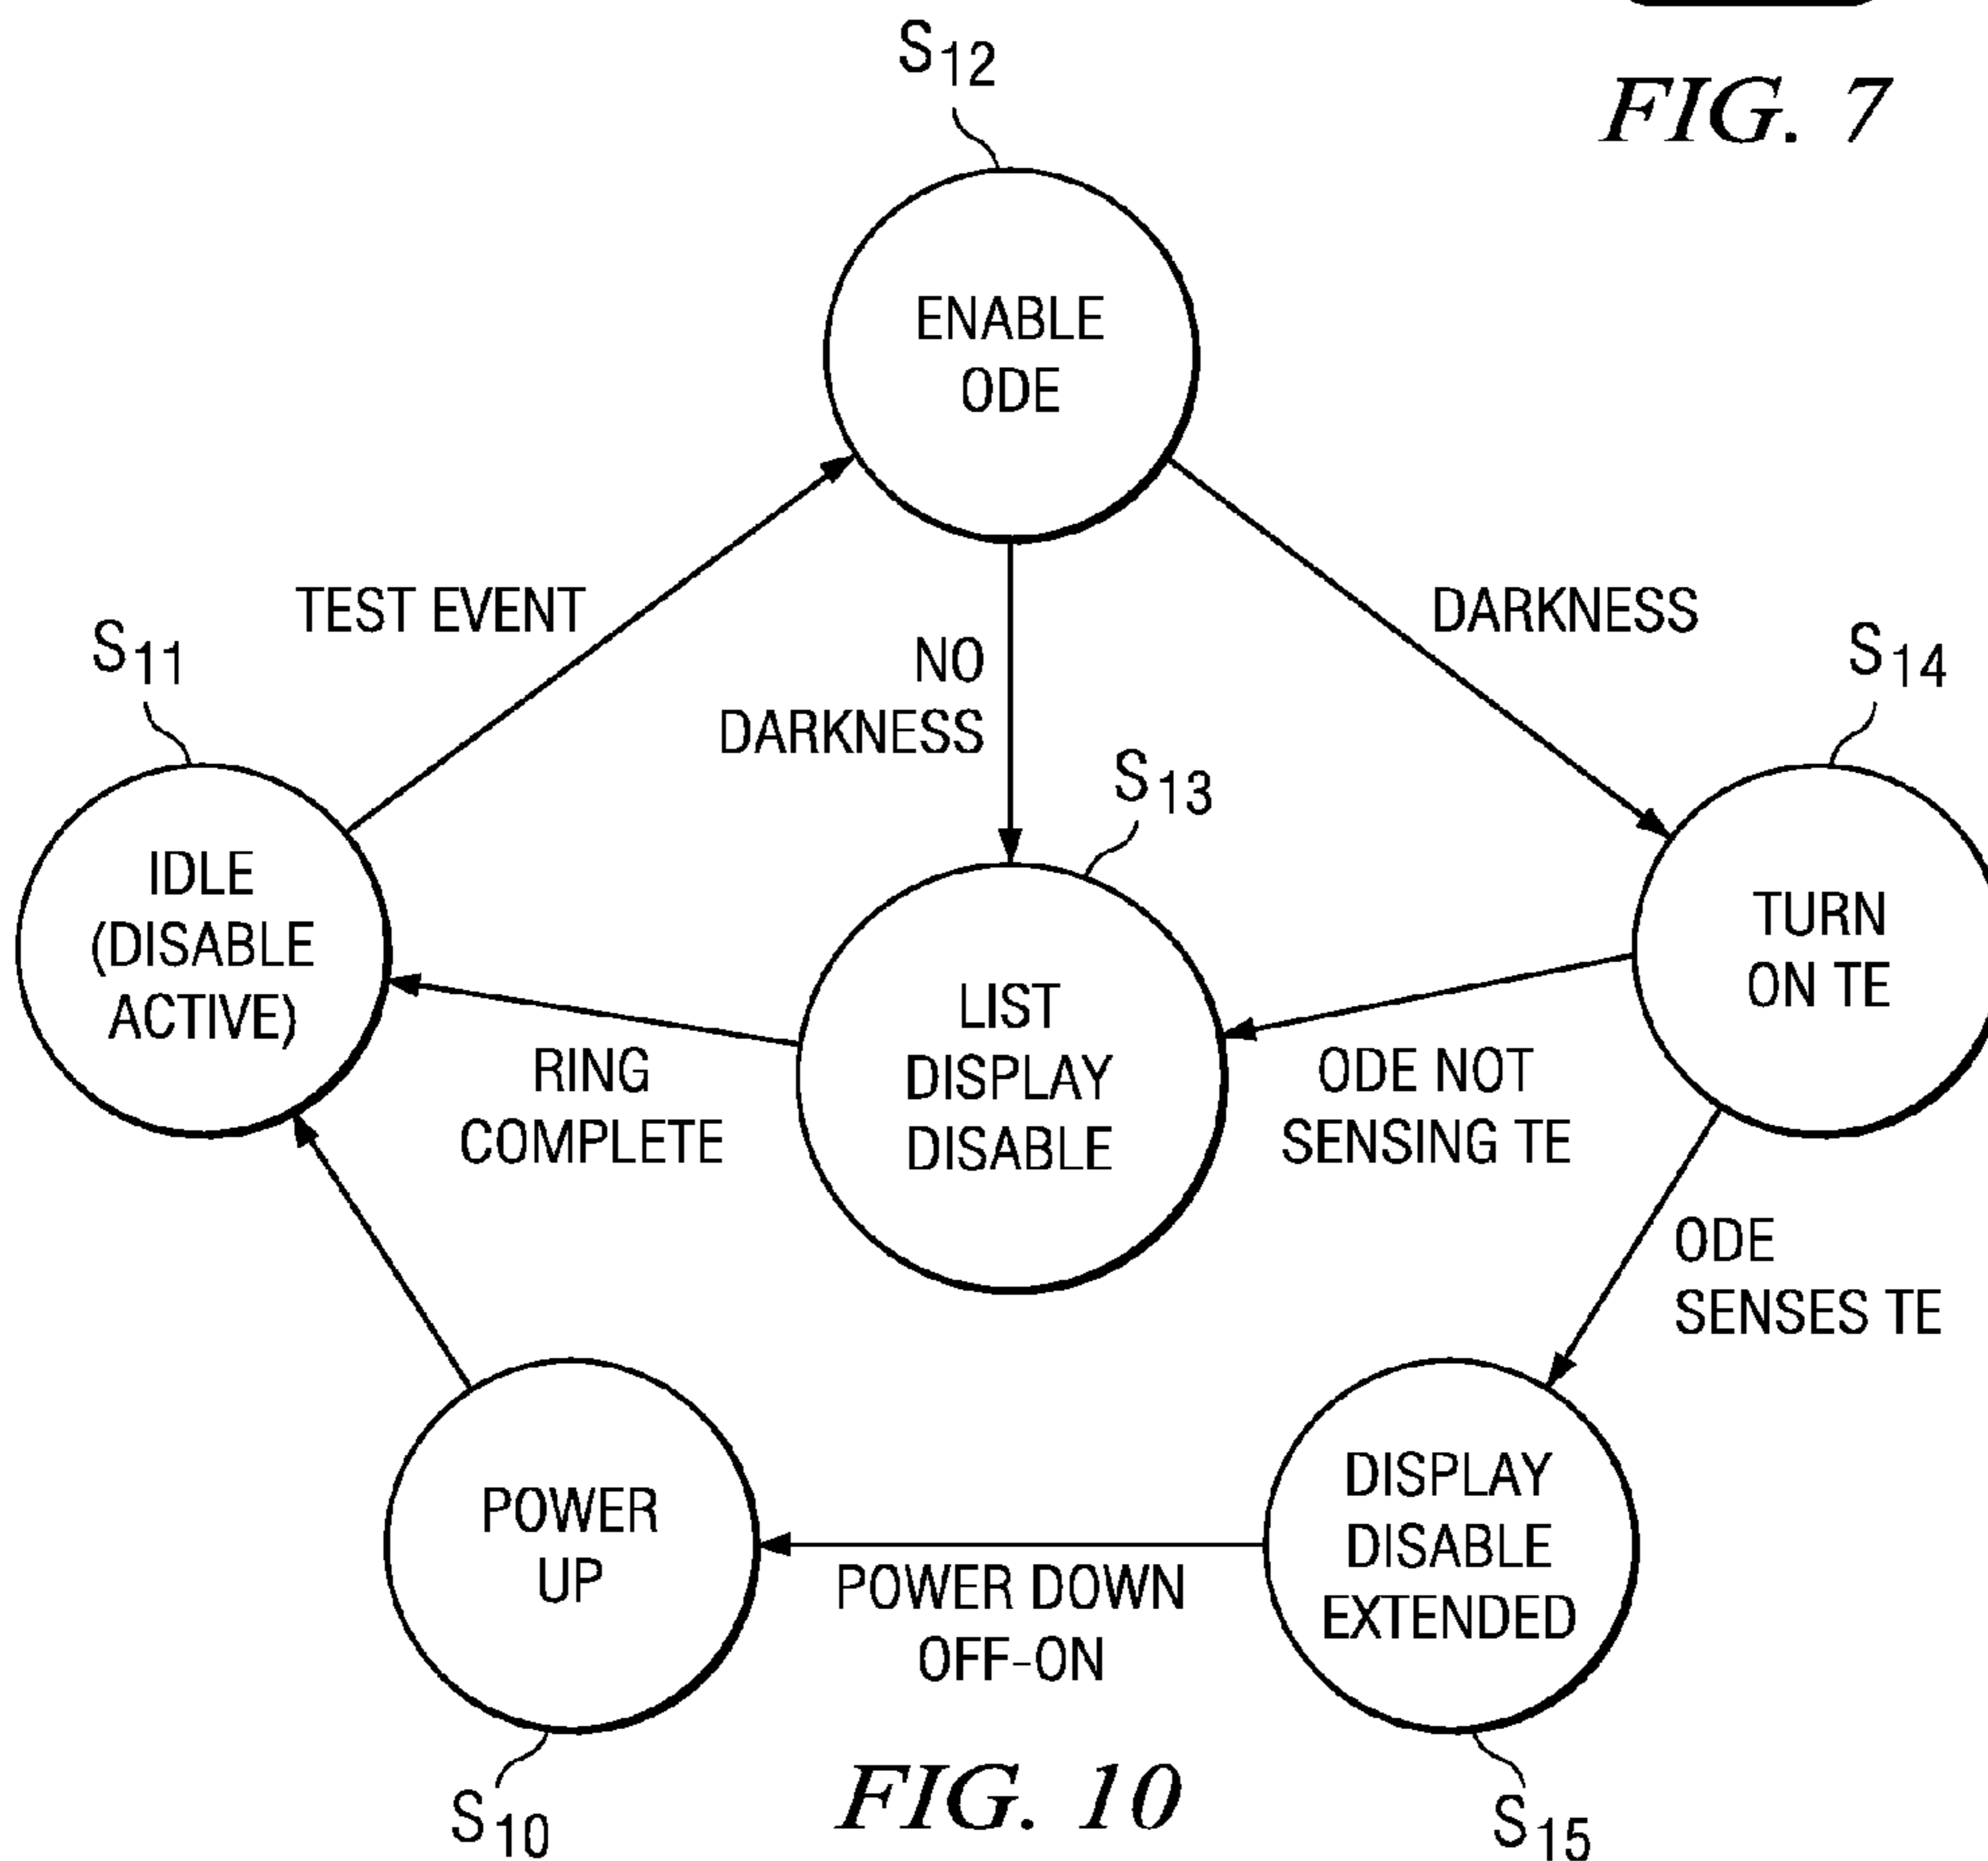 S12
FIG. 7
ENABLE
ODE
TEST EVENT
DARKNESS
NO
DARKNESS
S11
S14
S13
IDLE
(DISABLE
ACTIVE)
TURN
ON TE
LIST
DISPLAY
DISABLE
RING
COMPLETE
ODE NOT
SENSING TE
ODE
SENSES TE
POWER
UP
DISPLAY
DISABLE
EXTENDED
POWER DOWN
OFF-ON
S10
FIG. 10
S15